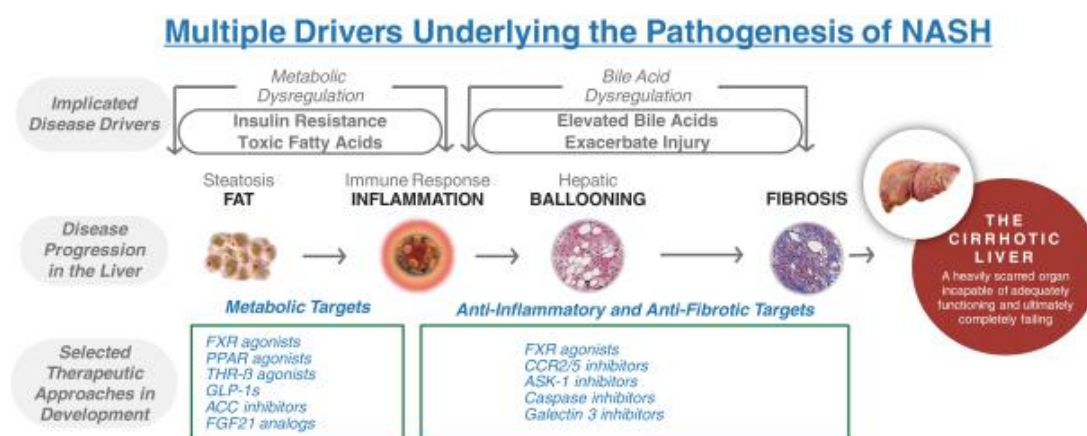 Multiple Drivers Underlying the Pathogenesis of NASH
Implicated
Disease Drivers
Metabolic
Dysregulation
Insulin Resistance
Toxic Fatty Acids
Bile Acid
Dysregulation
Elevated Bile Acids
Exacerbate Injury
Disease
Progression
in the Liver
Steatosis
FAT
Immune Response
INFLAMMATION
Hepatic
BALLOONING
FIBROSIS
THE
CIRRHOTIC
LIVER
A heavily scarred organ
incapable of adequately
functioning and ultimately
completely failing
Selected
Therapeutic
Approaches in
Development
Metabolic Targets
FXR agonists
PPAR agonists
THR-β agonists
GLP-1s
ACC inhibitors
FGF21 analogs
Anti-Inflammatory and Anti-Fibrotic Targets
FXR agonists
CCR2/5 inhibitors
ASK-1 inhibitors
Caspase inhibitors
Galectin 3 inhibitors